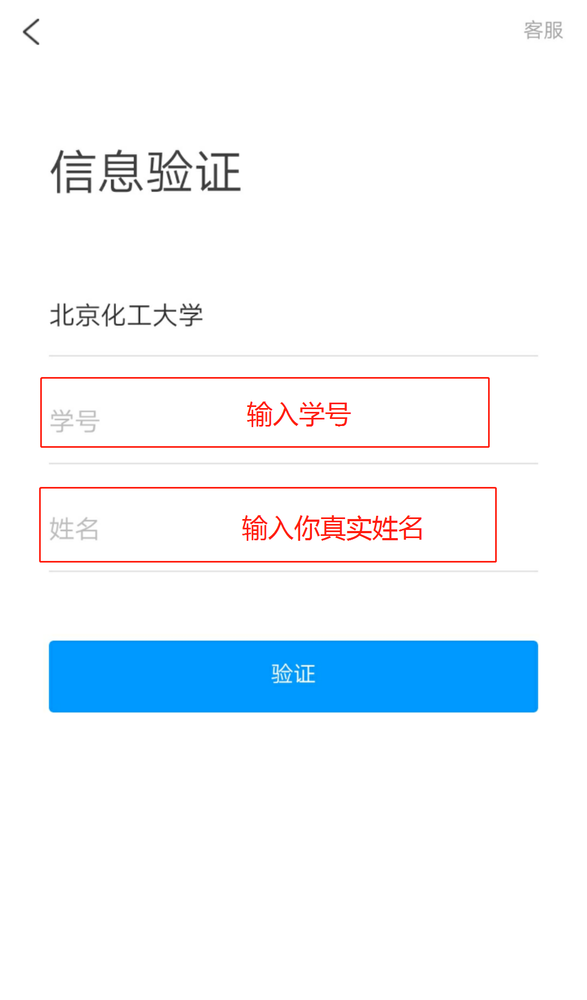 客服
信息验证
北京化工大学
学号 输入学号
姓名 输入你真实姓名
验证